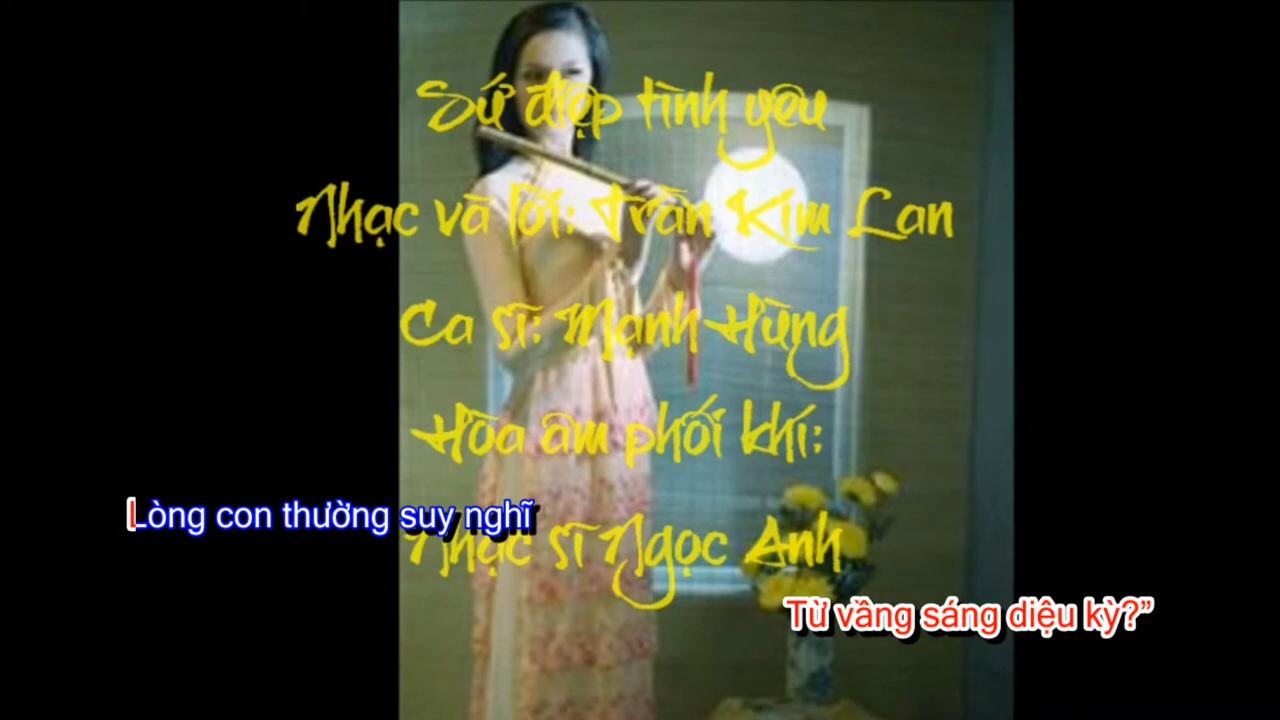 Sứ điệp tình yêu
Nhạc và lời: Trần Kim Lan
Ca sĩ: Mạnh Hùng
Hòa âm phối khí:
Lòng con thường suy nghĩ
Nhạc sĩ Ngọc Anh
Từ vầng sáng diệu kỳ?”